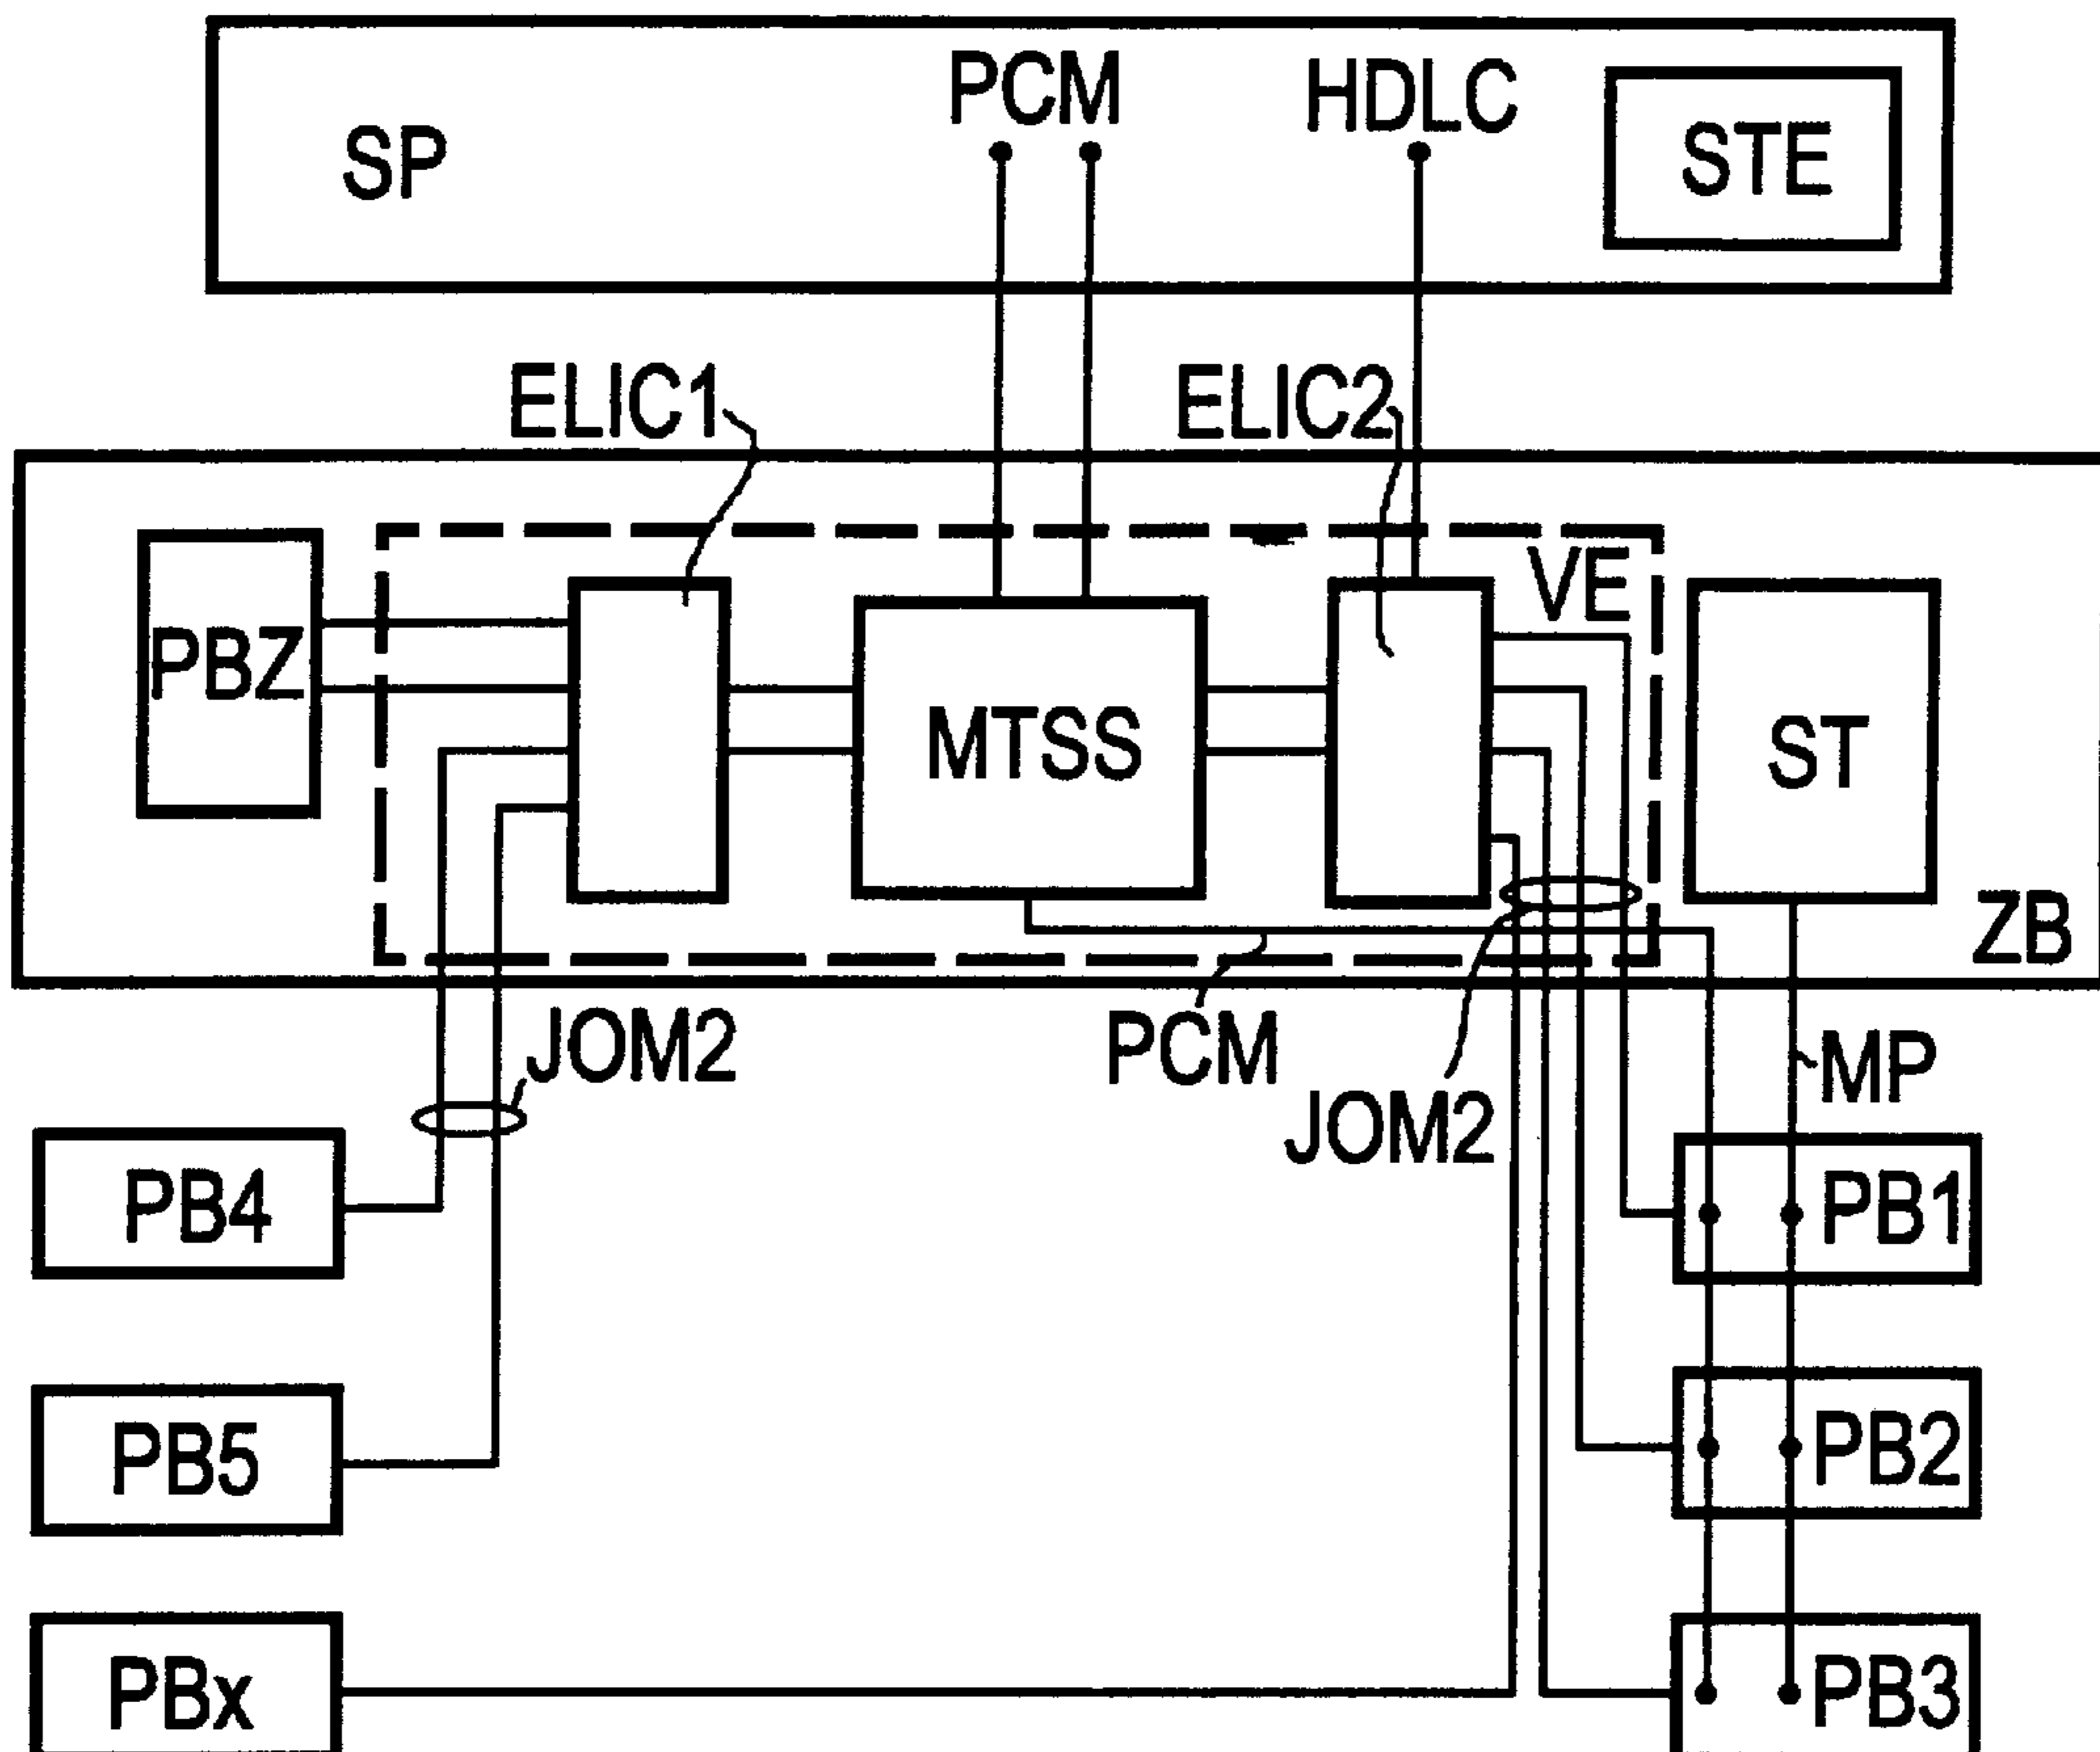 PCM
HDLC
SP
STE
ELIC1
ELIC2
VE
PBZ
MTSS
ST
ZB
JOM2
PCM
MP
JOM2
PB4
PB1
PB5
PB2
PBx
PB3